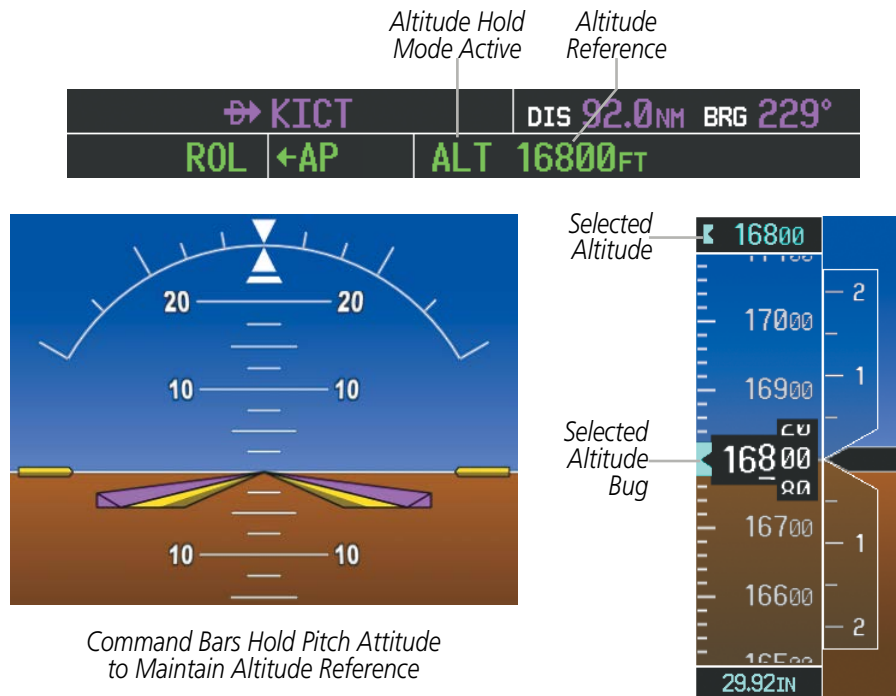 Altitude Hold
Mode Active
Altitude
Reference
KICT
DIS 92.0NM BRG 229°
ROL ←AP ALT 16800FT
20 20
10 10
10 10
Command Bars Hold Pitch Attitude
to Maintain Altitude Reference
Selected
Altitude
16800
17000
16900
Selected
Altitude
Bug
16800
80
16700
16600
29.92IN
2
1
1
2